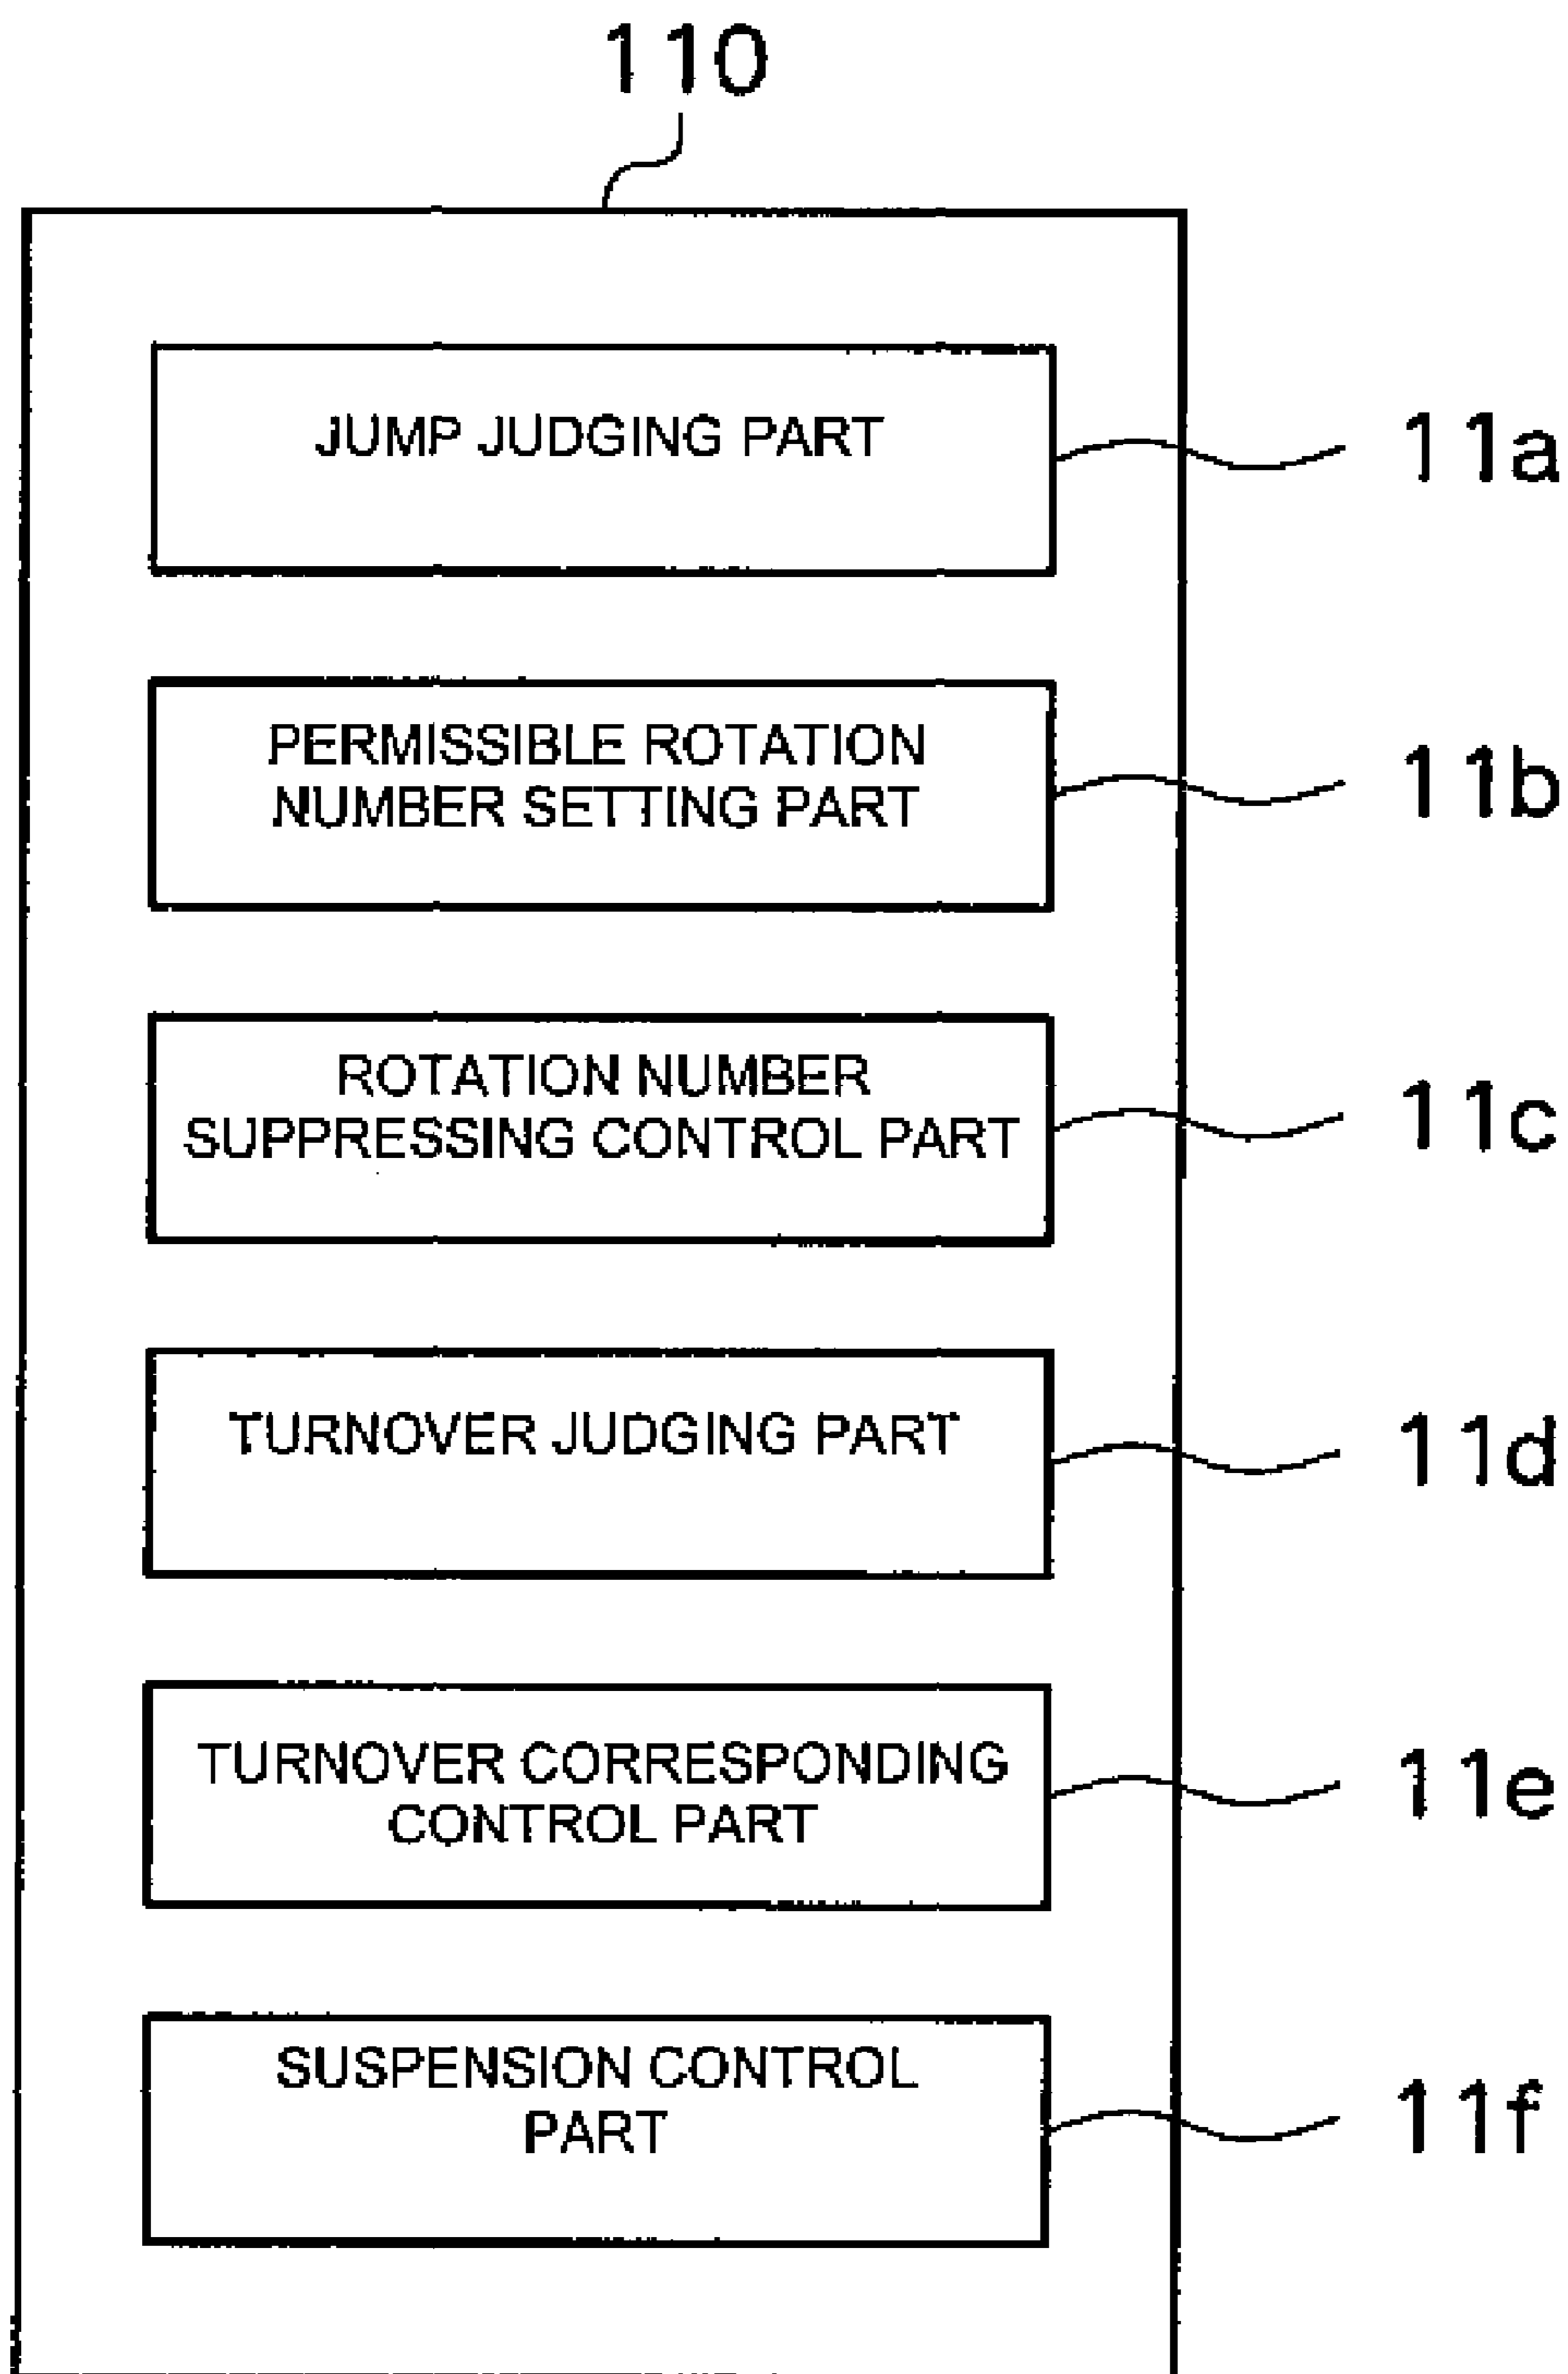 110
JUMP JUDGING PART
11a
PERMISSIBLE ROTATION
NUMBER SETTING PART
11b
ROTATION NUMBER
SUPPRESSING CONTROL PART
11c
TURNOVER JUDGING PART
11d
TURNOVER CORRESPONDING
CONTROL PART
11e
SUSPENSION CONTROL
PART
11f